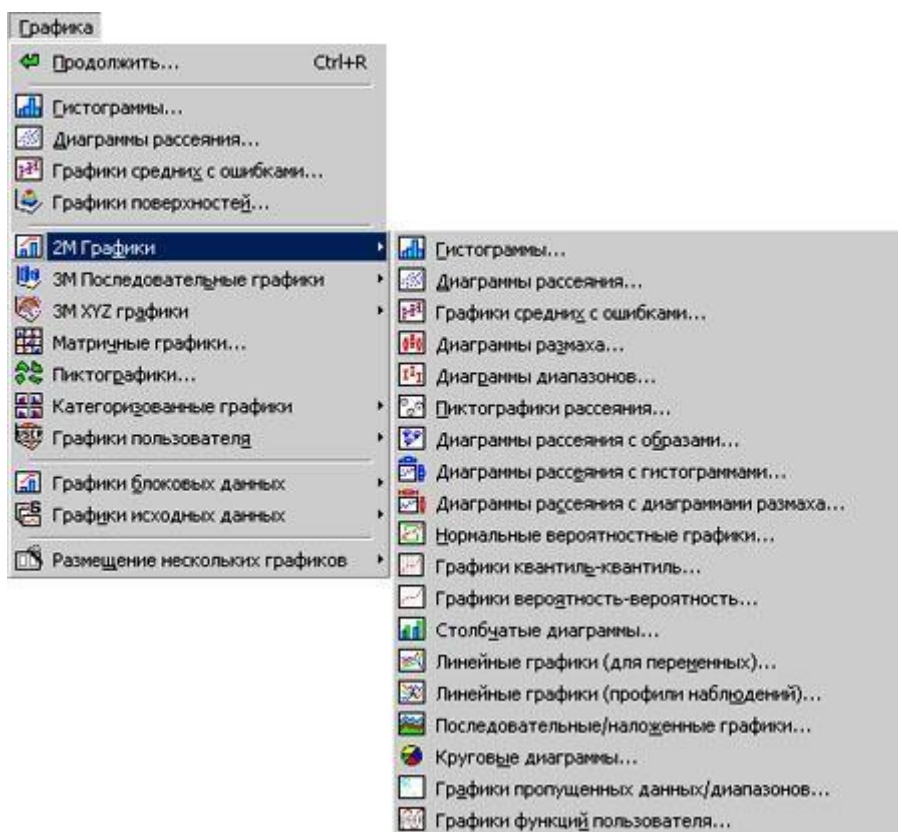 Графика
Продолжить... Ctrl+R
Гистограммы...
Диаграммы рассеяния...
Графики средних с ошибками...
Графики поверхностей...
2М Графики
3М Последовательные графики
3М XYZ графики
Матричные графики...
Пиктографики...
Категоризованные графики
Графики пользователя
Графики блоковых данных
Графики исходных данных
Размещение нескольких графиков
Гистограммы...
Диаграммы рассеяния...
Графики средних с ошибками...
Диаграммы размаха...
Диаграммы диапазонов...
Пиктографики рассеяния...
Диаграммы рассеяния с образами...
Диаграммы рассеяния с гистограммами...
Диаграммы рассеяния с диаграммами размаха...
Нормальные вероятностные графики...
Графики квантиль-квантиль...
Графики вероятность-вероятность...
Столбчатые диаграммы...
Линейные графики (для переменных)...
Линейные графики (профили наблюдений)...
Последовательные/наложенные графики...
Круговые диаграммы...
Графики пропущенных данных/диапазонов...
Графики функций пользователя...